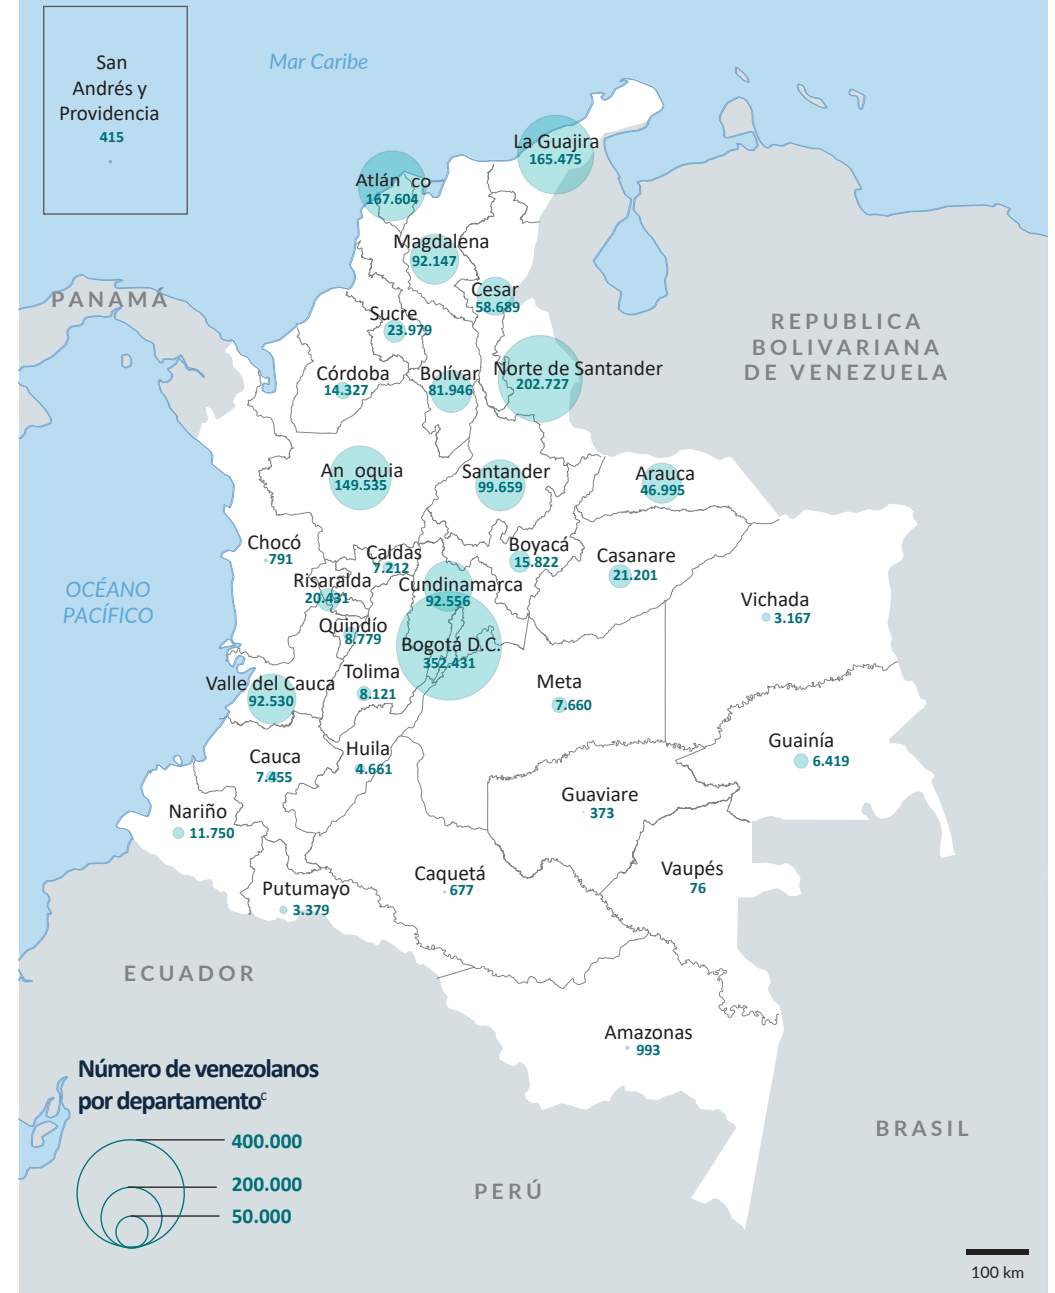 San
Andrés y
Providencia
415
Mar Caribe
La Guajira
165.475
Atlán co
167.604
Magdalena
92.147
Cesar
58.689
PANAMÁ
Sucre
23.979
REPUBLICA
BOLIVARIANA
DE VENEZUELA
Córdoba
14.327
Bolívar
81.946
Norte de Santander
202.727
An oquia
149.535
Santander
99.659
Arauca
46.995
Chocó
791
Caldas
7.212
Boyacá
15.822
Casanare
21.201
OCÉANO
PACÍFICO
Risaralda
20.431
Cundinamarca
92.556
Vichada
3.167
Quindío
8.779
Bogotá D.C.
352.431
Tolima
8.121
Valle del Cauca
92.530
Meta
7.660
Cauca
7.455
Huila
4.661
Guainía
6.419
Nariño
11.750
Guaviare
373
Caquetá
677
Vaupés
76
Putumayo
3.379
ECUADOR
Amazonas
993
Número de venezolanos
por departamentoᶜ
400.000
200.000
50.000
BRASIL
PERÚ
100 km